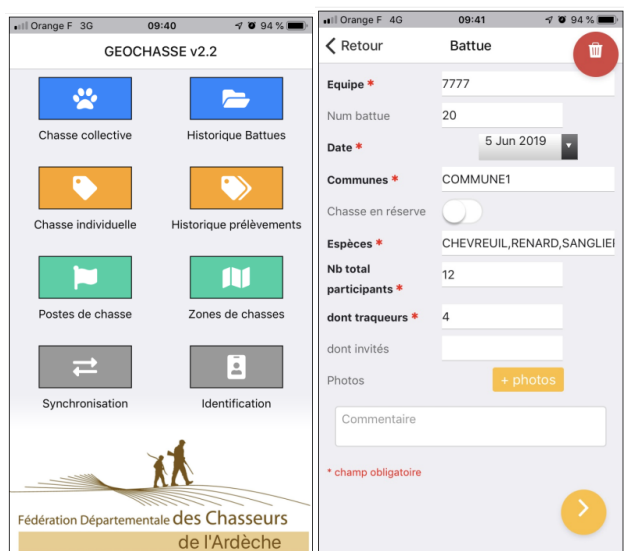 Orange F 3G 09:40 94 %
GEOCHASSE v2.2
Chasse collective Historique Battues
Chasse individuelle Historique prélèvements
Postes de chasse Zones de chasses
Synchronisation Identification
Fédération Départementale des Chasseurs
de l'Ardèche
Orange F 4G 09:41 94 %
Retour Battue
Equipe * 7777
Num battue 20
Date * 5 Jun 2019
Communes * COMMUNE1
Chasse en réserve
Espèces * CHEVREUIL,RENARD,SANGLIE
Nb total
participants * 12
dont traqueurs * 4
dont invités
Photos + photos
Commentaire
* champ obligatoire